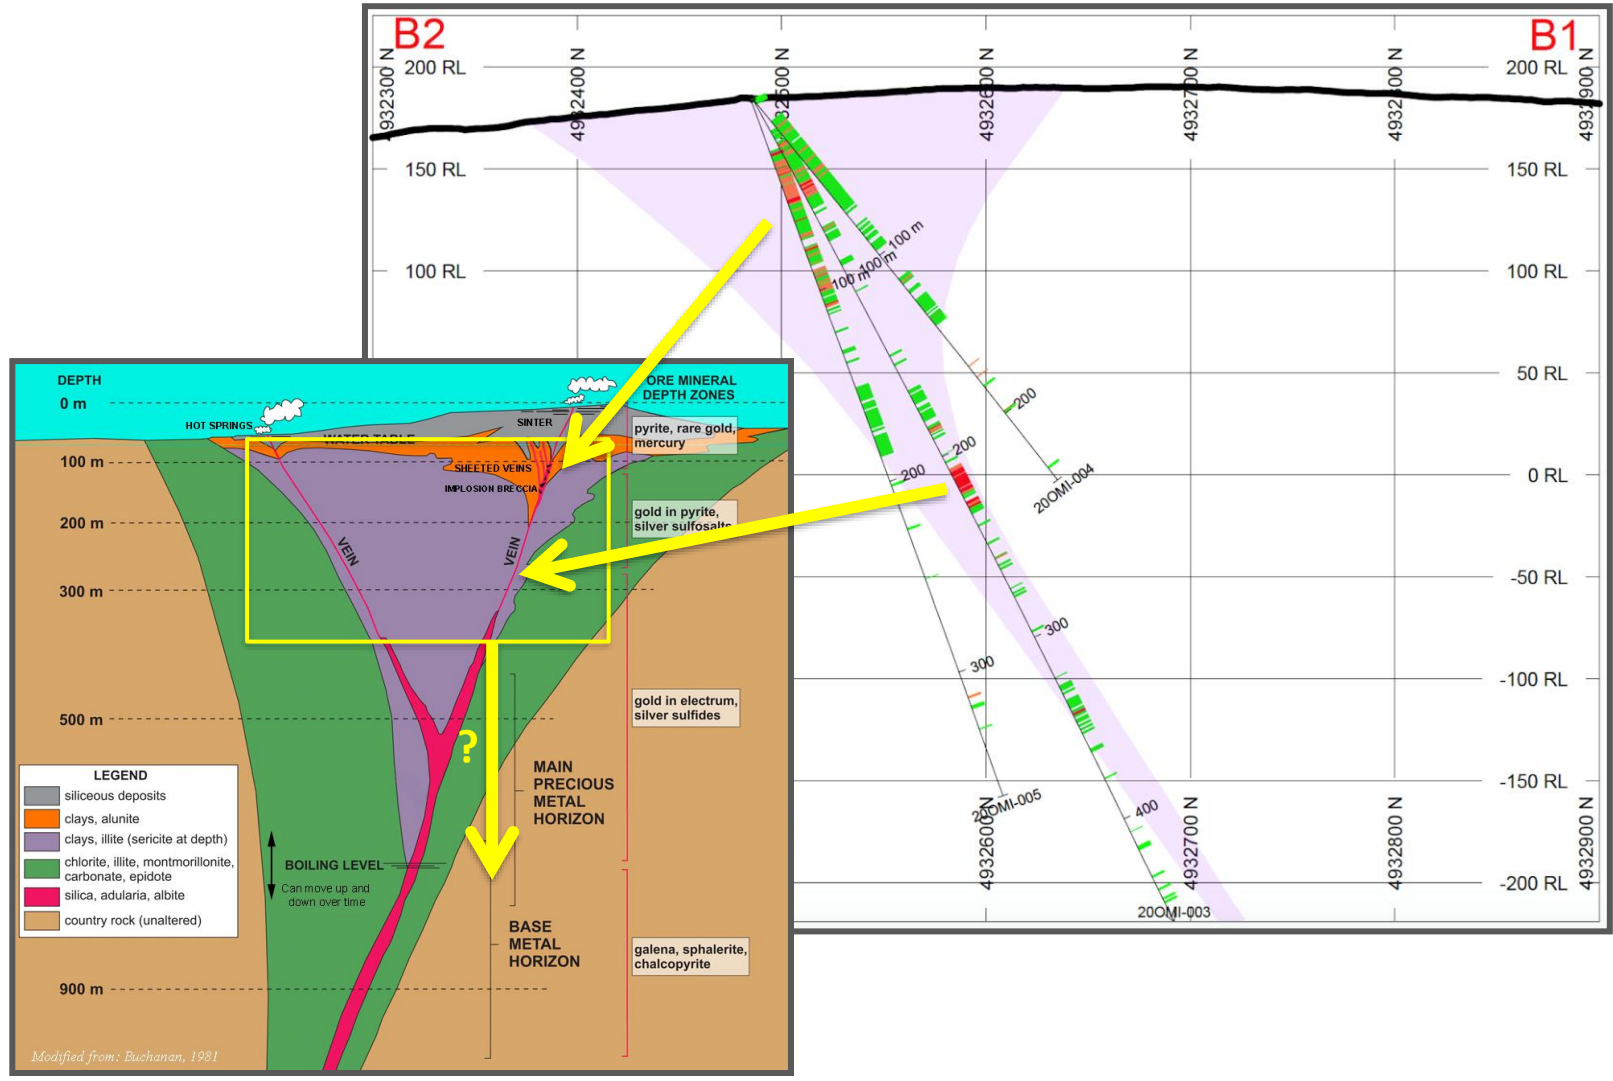 B2
B1
4932300 N
4932400 N
4932500 N
4932600 N
4932700 N
4932800 N
4932900 N
200 RL
200 RL
150 RL
150 RL
100 RL
100 RL
50 RL
0 RL
-50 RL
-100 RL
-150 RL
-200 RL
100 m
100 m
100 m
200
200
200
300
300
400
20OMI-004
20OMI-005
20OMI-003
4932600 N
4932700 N
4932800 N
4932900 N
DEPTH
0 m
100 m
200 m
300 m
500 m
900 m
HOT SPRINGS
WATER TABLE
SINTER
SHEETED VEINS
IMPLOSION BRECCIA
VEIN
VEIN
ORE MINERAL
DEPTH ZONES
pyrite, rare gold,
mercury
gold in pyrite,
silver sulfosalts
gold in electrum,
silver sulfides
galena, sphalerite,
chalcopyrite
?
MAIN
PRECIOUS
METAL
HORIZON
BASE
METAL
HORIZON
BOILING LEVEL
Can move up and
down over time
LEGEND
siliceous deposits
clays, alunite
clays, illite (sericite at depth)
chlorite, illite, montmorillonite,
carbonate, epidote
silica, adularia, albite
country rock (unaltered)
Modified from: Buchanan, 1981